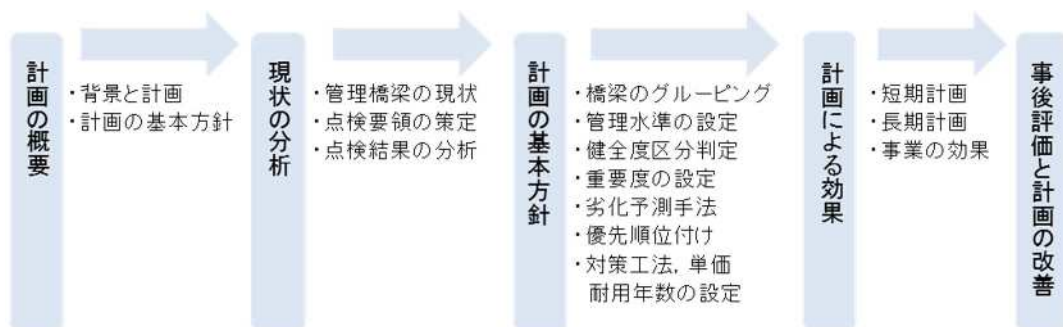 計画の概要
・背景と計画
・計画の基本方針
現状の分析
・管理橋梁の現状
・点検要領の策定
・点検結果の分析
計画の基本方針
・橋梁のグルーピング
・管理水準の設定
・健全度区分判定
・重要度の設定
・劣化予測手法
・優先順位付け
・対策工法，単価
耐用年数の設定
計画による効果
・短期計画
・長期計画
・事業の効果
事後評価と計画の改善